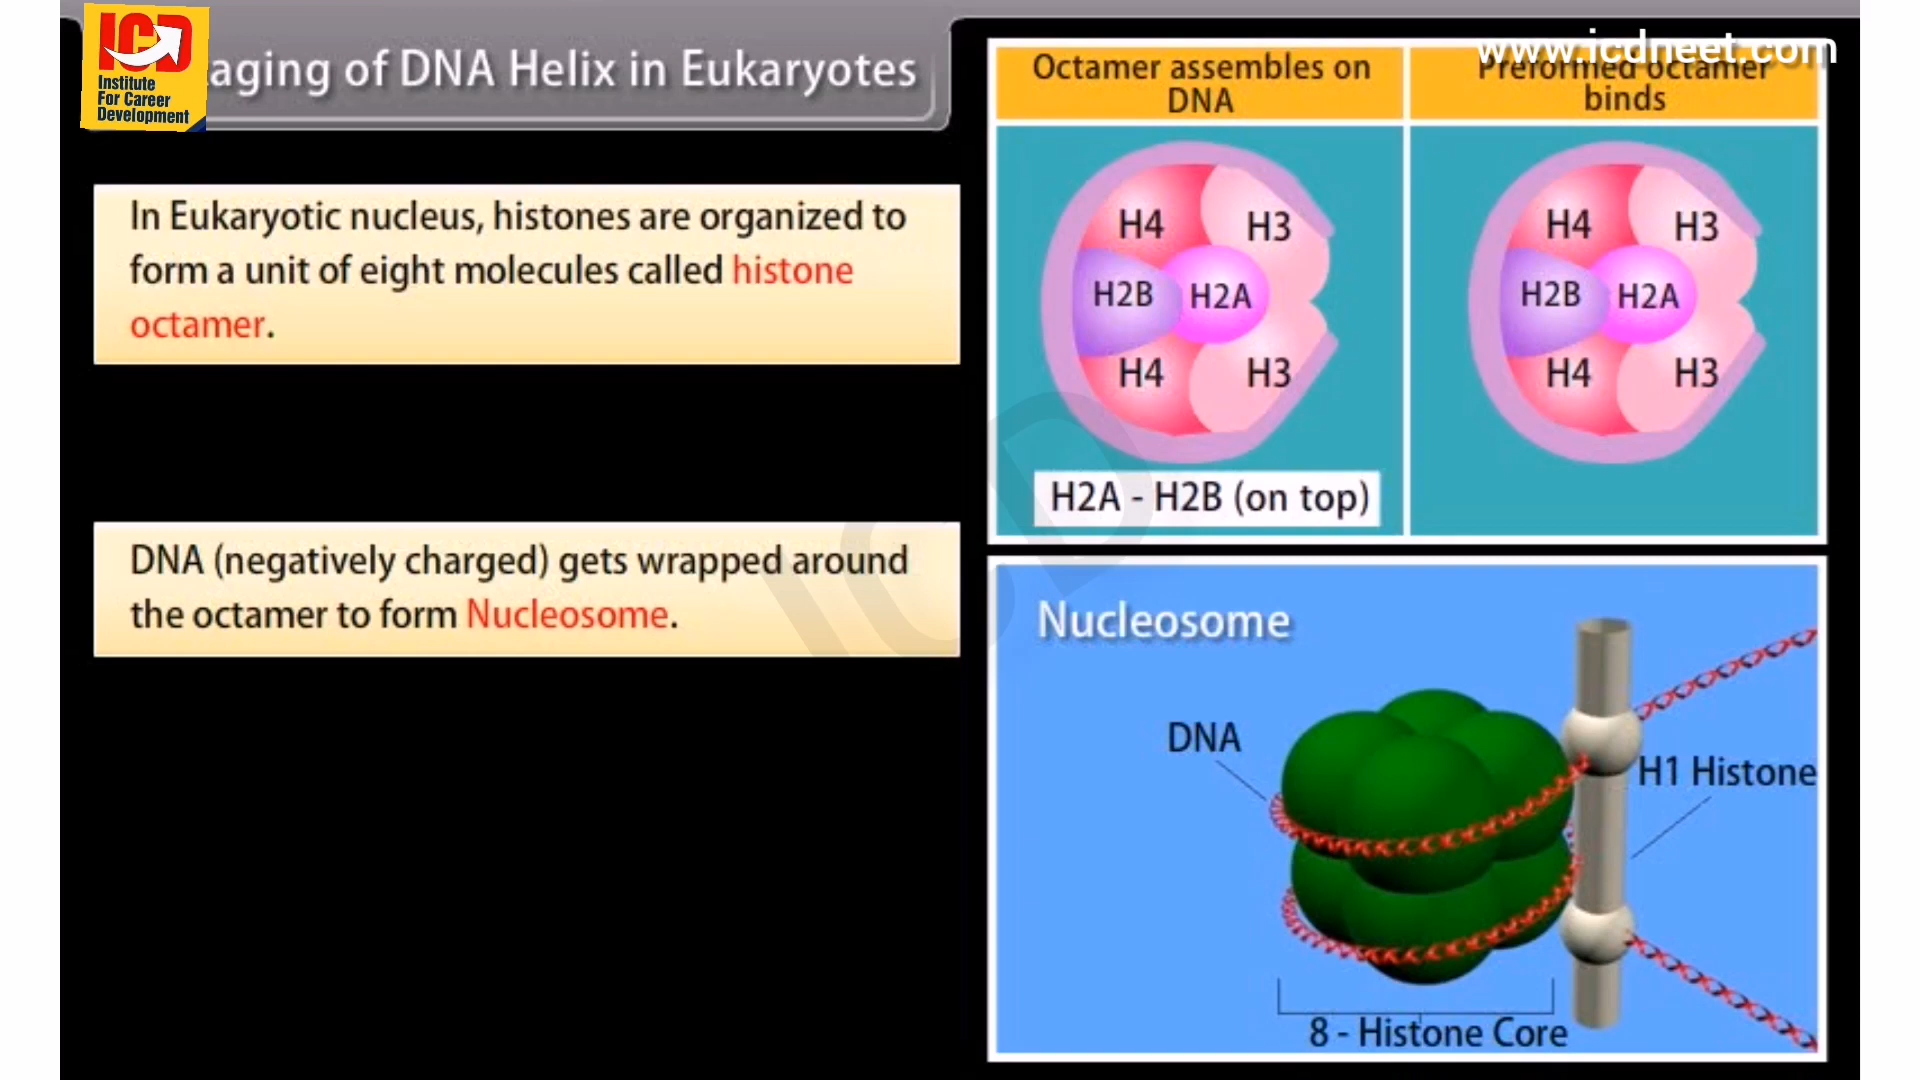 ICD
Institute
For Career
Development
aging of DNA Helix in Eukaryotes
In Eukaryotic nucleus, histones are organized to
form a unit of eight molecules called histone
octamer.
DNA (negatively charged) gets wrapped around
the octamer to form Nucleosome.
www.icdneet.com
Octamer assembles on
DNA
Preformed octamer
binds
H4 H3
H2B H2A
H4 H3
H2A - H2B (on top)
H4 H3
H2B H2A
H4 H3
ICD
Nucleosome
DNA
H1 Histone
8 - Histone Core